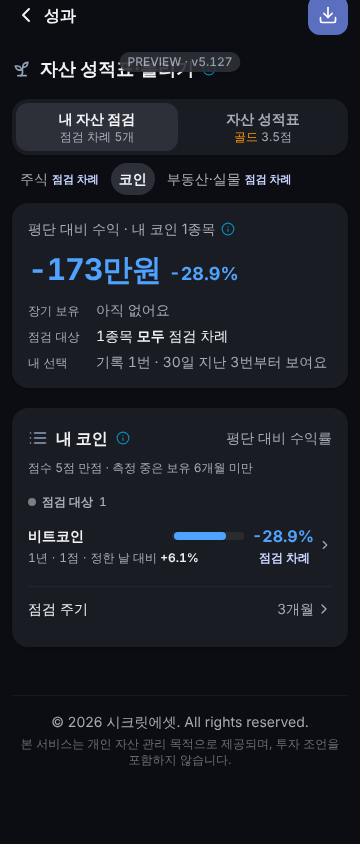 성과
PREVIEW · v5.127
자산 성적표
내 자산 점검
점검 차례 5개
자산 성적표
골드 3.5점
주식 점검 차례
코인
부동산·실물 점검 차례
평단 대비 수익 · 내 코인 1종목
-173만원 -28.9%
장기 보유 아직 없어요
점검 대상 1종목 모두 점검 차례
내 선택 기록 1번 · 30일 지난 3번부터 보여요
내 코인
평단 대비 수익률
점수 5점 만점 · 측정 중은 보유 6개월 미만
점검 대상 1
비트코인 -28.9%
1년 · 1점 · 정한 날 대비 +6.1% 점검 차례
점검 주기 3개월
© 2026 시크릿에셋. All rights reserved.
본 서비스는 개인 자산 관리 목적으로 제공되며, 투자 조언을
포함하지 않습니다.